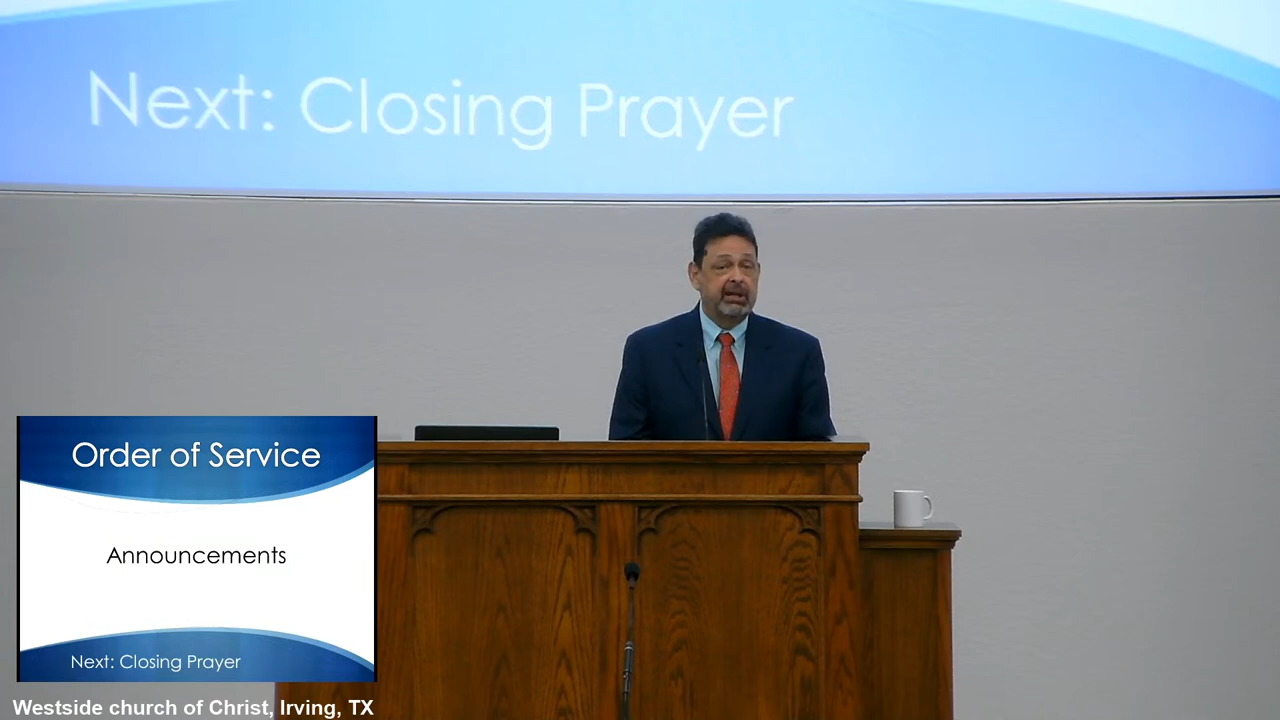 Next: Closing Prayer
Order of Service
Announcements
Next: Closing Prayer
Westside church of Christ, Irving, TX